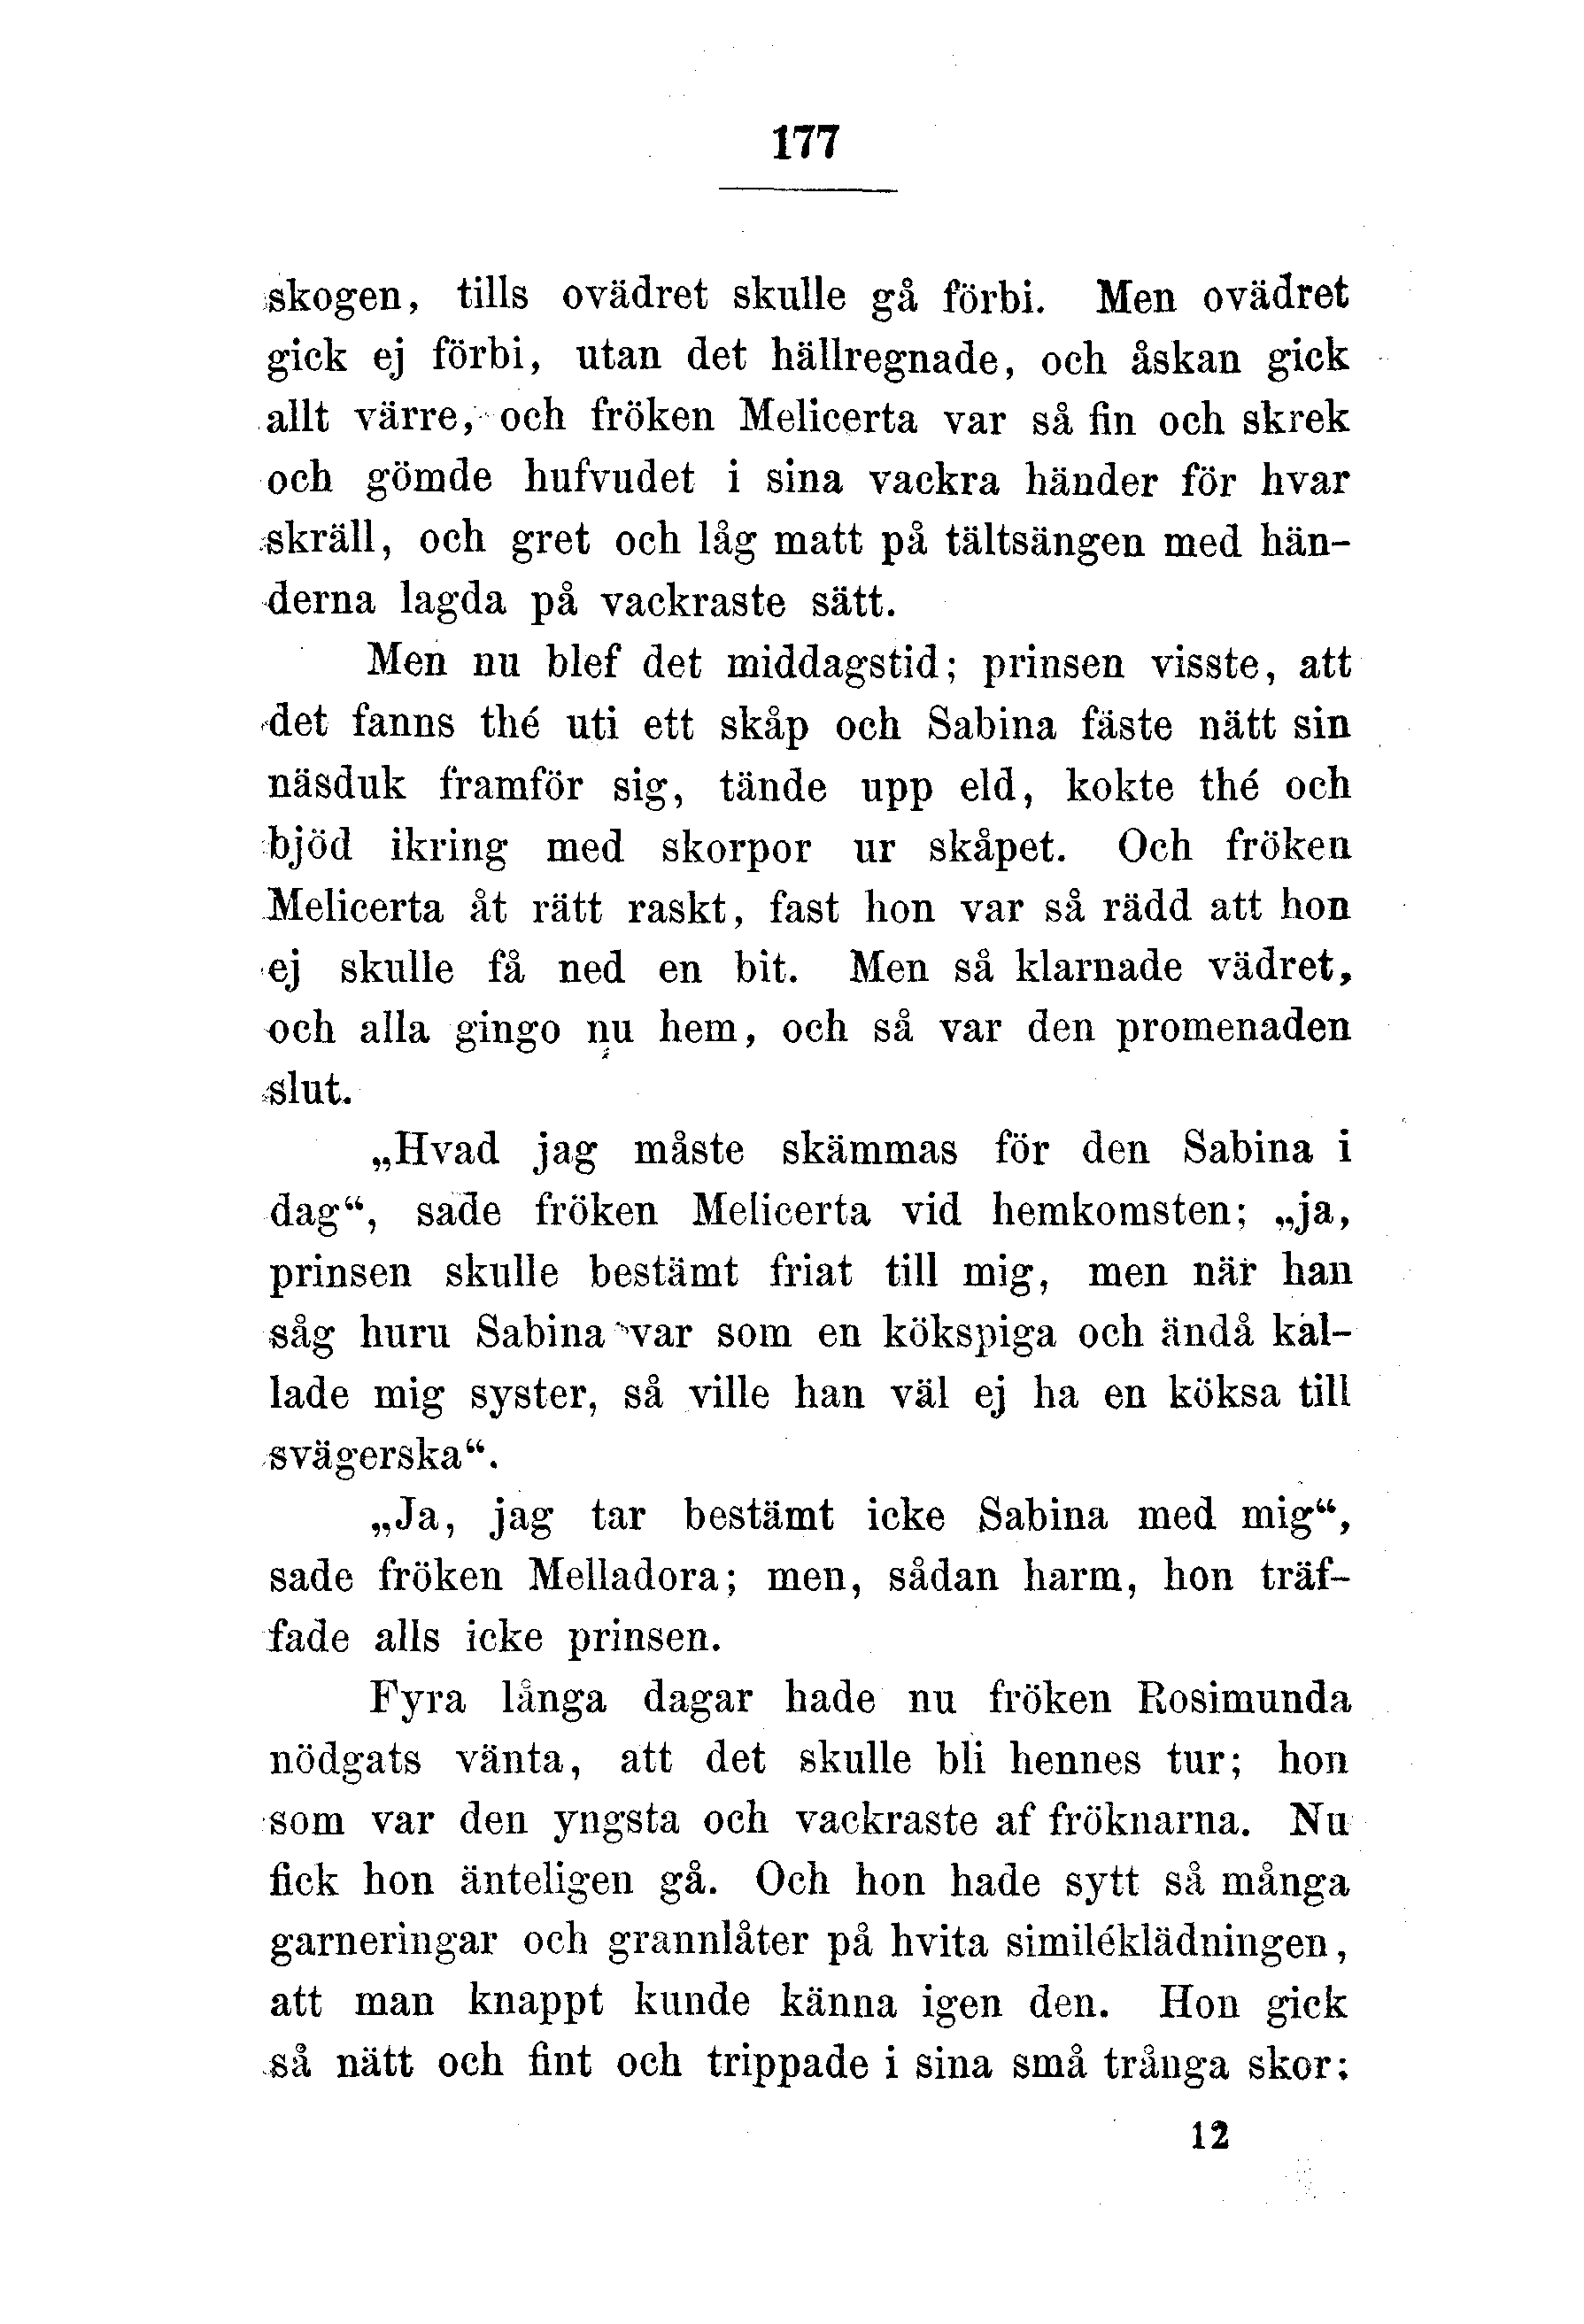 177
skogen, tills ovädret skulle gå förbi. Men ovädret
gick ej förbi, utan det hällregnade, och åskan gick
allt värre, och fröken Melicerta var så fin och skrek
och gömde hufvudet i sina vackra händer för hvar
skräll, och gret och låg matt på tältsängen med hän-
derna lagda på vackraste sätt.
Men nu blef det middagstid; prinsen visste, att
det fanns thé uti ett skåp och Sabina fäste nätt sin
näsduk framför sig, tände upp eld, kokte thé och
bjöd ikring med skorpor ur skåpet. Och fröken
Melicerta åt rätt raskt, fast hon var så rädd att hon
ej skulle få ned en bit. Men så klarnade vädret,
och alla gingo nu hem, och så var den promenaden
slut.
„Hvad jag måste skämmas för den Sabina i
dag“, sade fröken Melicerta vid hemkomsten; „ja,
prinsen skulle bestämt friat till mig, men när han
såg huru Sabina var som en kökspiga och ändå kal-
lade mig syster, så ville han väl ej ha en köksa till
svägerska“.
„Ja, jag tar bestämt icke Sabina med mig“,
sade fröken Melladora; men, sådan harm, hon träf-
fade alls icke prinsen.
Fyra långa dagar hade nu fröken Rosimunda
nödgats vänta, att det skulle bli hennes tur; hon
som var den yngsta och vackraste af fröknarna. Nu
fick hon änteligen gå. Och hon hade sytt så många
garneringar och grannlåter på hvita similéklädningen,
att man knappt kunde känna igen den. Hon gick
så nätt och fint och trippade i sina små trånga skor;
12